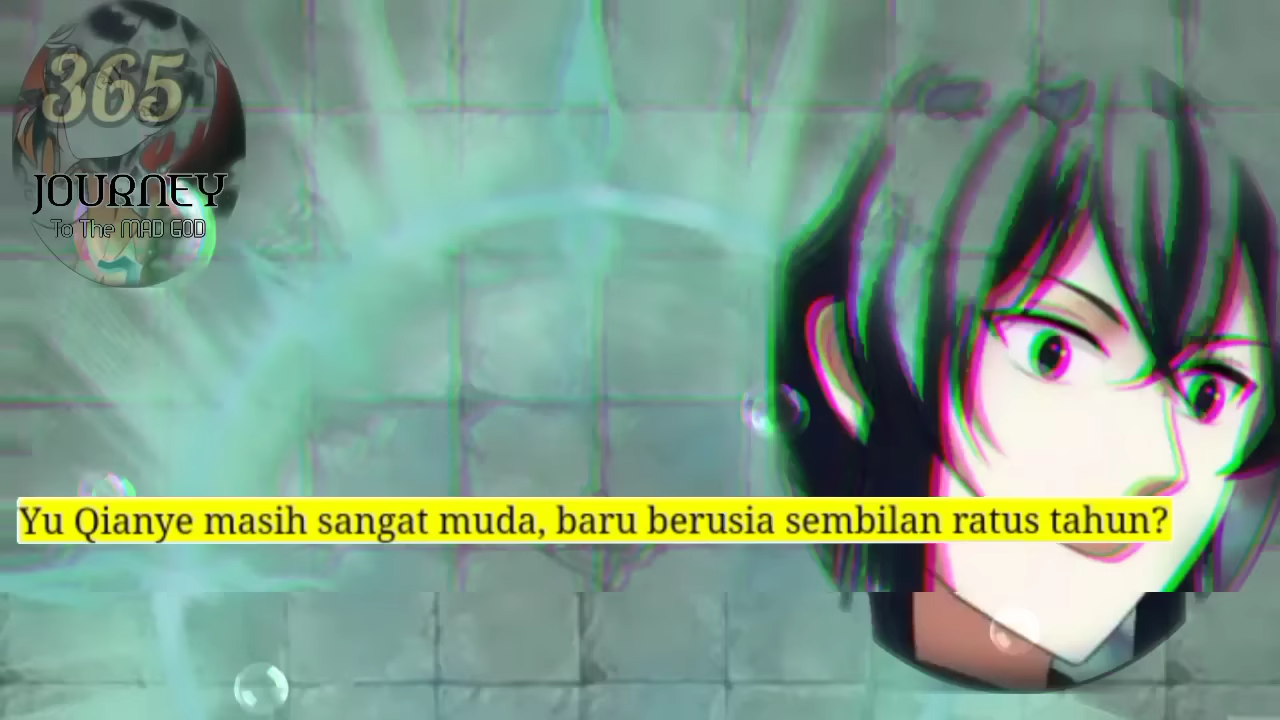 365
JOURNEY
To The MAD GOD
Yu Qianye masih sangat muda, baru berusia sembilan ratus tahun?